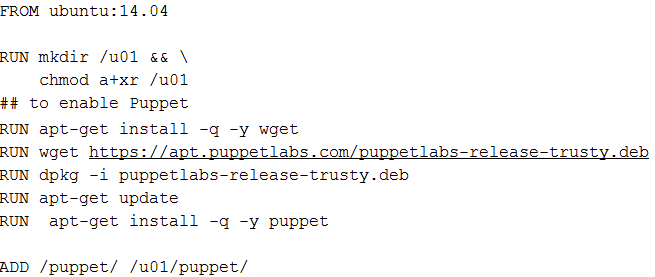 FROM ubuntu:14.04
RUN mkdir /u01 && \
chmod a+xr /u01
## to enable Puppet
RUN apt-get install -q -y wget
RUN wget https://apt.puppetlabs.com/puppetlabs-release-trusty.deb
RUN dpkg -i puppetlabs-release-trusty.deb
RUN apt-get update
RUN  apt-get install -q -y puppet
ADD /puppet/ /u01/puppet/